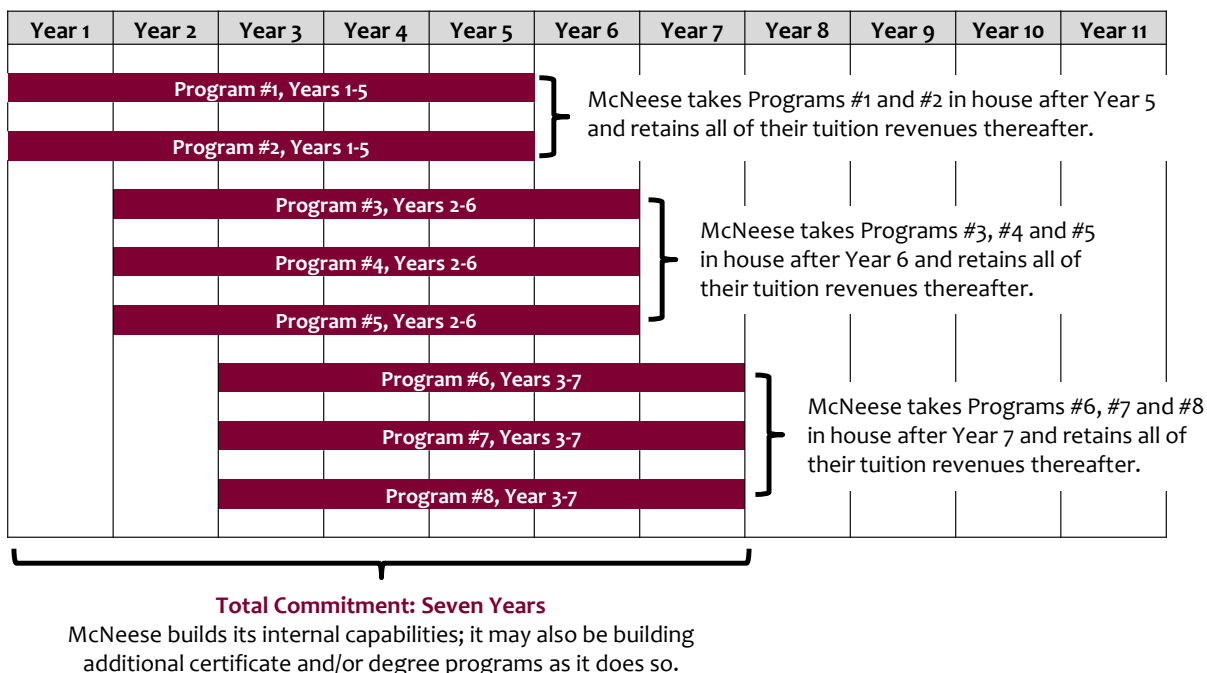 Year 1 Year 2 Year 3 Year 4 Year 5 Year 6 Year 7 Year 8 Year 9 Year 10 Year 11
Program #1, Years 1-5
McNeese takes Programs #1 and #2 in house after Year 5
and retains all of their tuition revenues thereafter.
Program #2, Years 1-5
Program #3, Years 2-6
McNeese takes Programs #3, #4 and #5
in house after Year 6 and retains all of
their tuition revenues thereafter.
Program #4, Years 2-6
Program #5, Years 2-6
Program #6, Years 3-7
McNeese takes Programs #6, #7 and #8
in house after Year 7 and retains all of
their tuition revenues thereafter.
Program #7, Years 3-7
Program #8, Year 3-7
Total Commitment: Seven Years
McNeese builds its internal capabilities; it may also be building
additional certificate and/or degree programs as it does so.